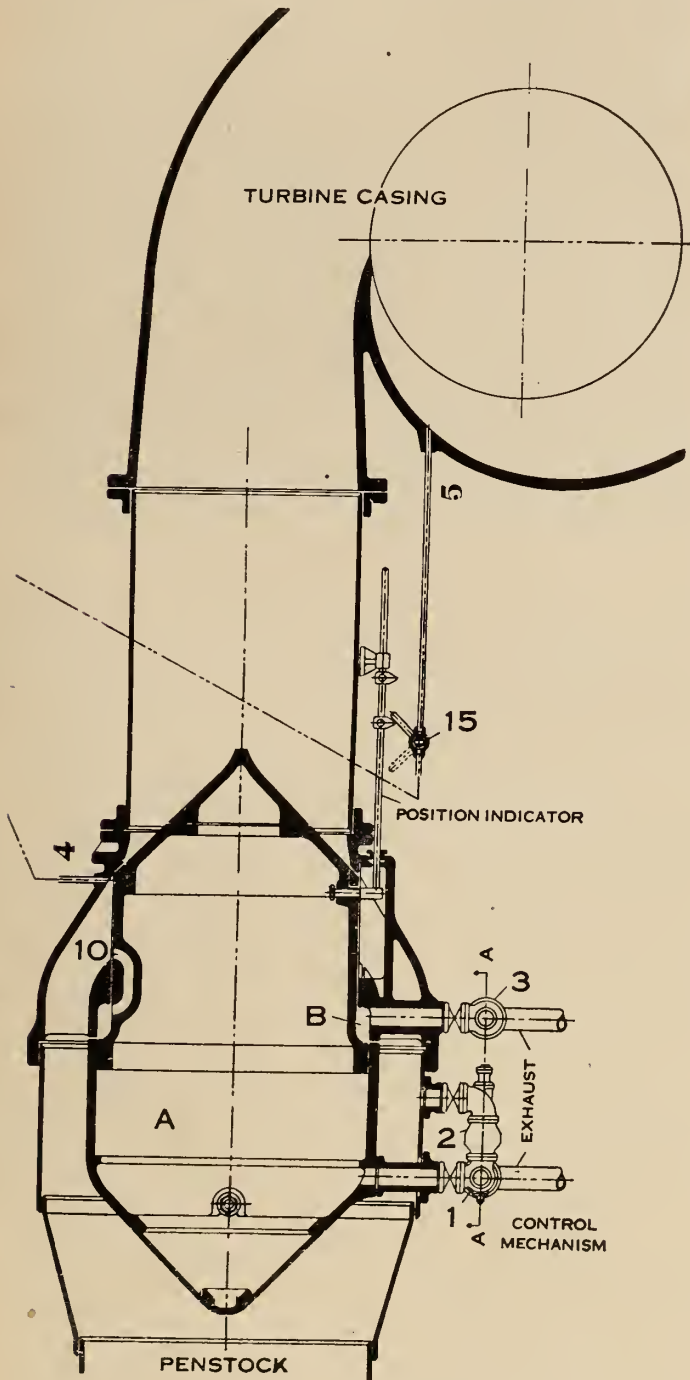 TURBINE CASING
5
15
POSITION INDICATOR
4
10
A
3
B
EXHAUST
A
2
1
A
CONTROL
MECHANISM
PENSTOCK